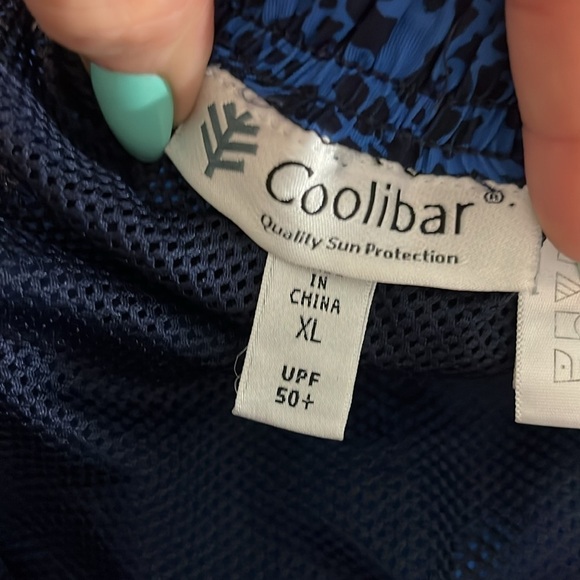 Coolibar®
Quality Sun Protection
IN
CHINA
XL
UPF
50+